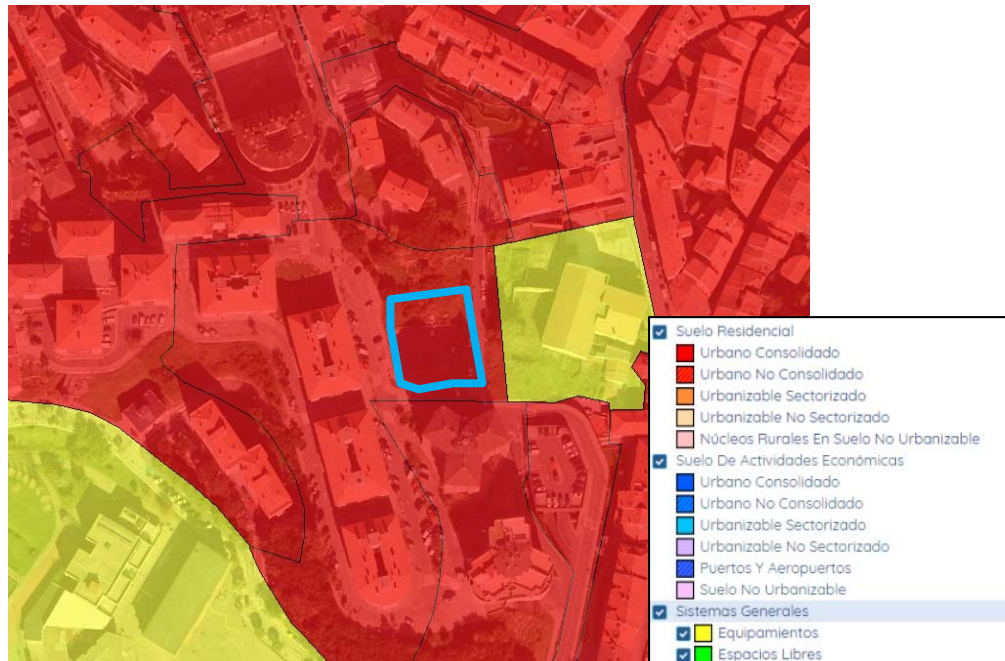 Suelo Residencial
Urbano Consolidado
Urbano No Consolidado
Urbanizable Sectorizado
Urbanizable No Sectorizado
Núcleos Rurales En Suelo No Urbanizable
Suelo De Actividades Económicas
Urbano Consolidado
Urbano No Consolidado
Urbanizable Sectorizado
Urbanizable No Sectorizado
Puertos Y Aeropuertos
Suelo No Urbanizable
Sistemas Generales
Equipamientos
Espacios Libres